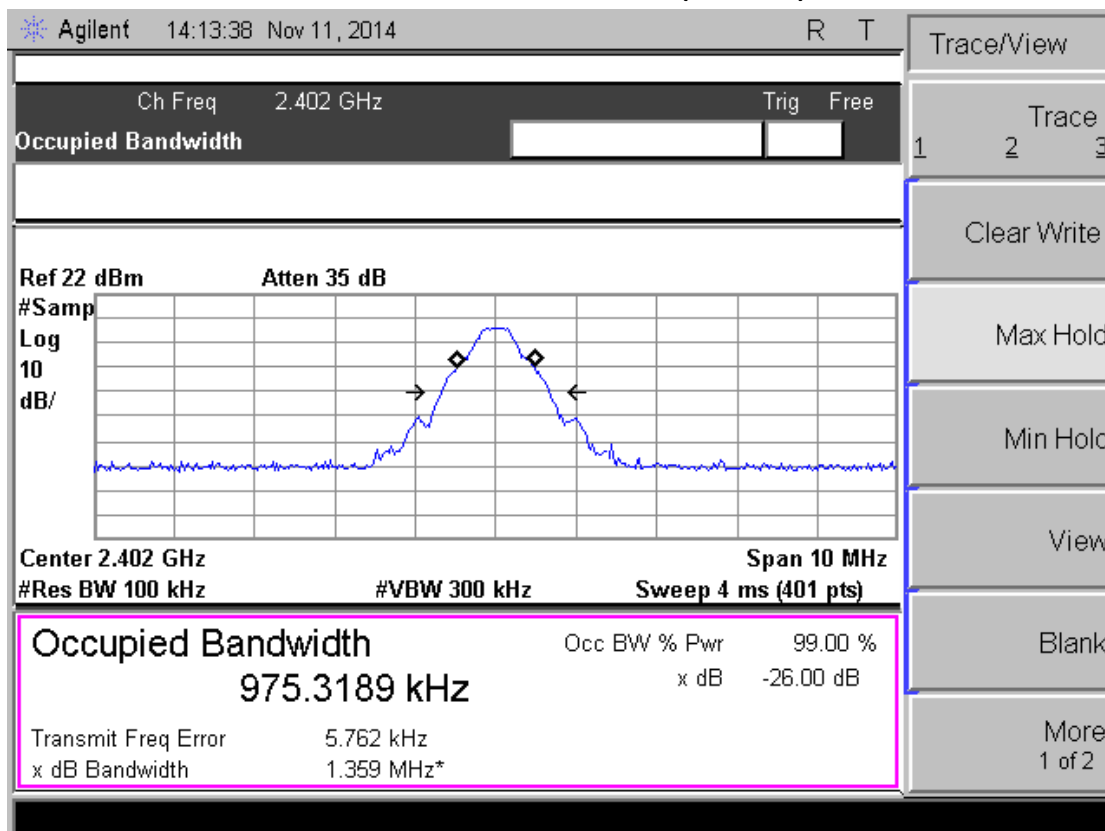 Agilent 14:13:38 Nov 11, 2014 R T
Trace/View
Ch Freq 2.402 GHz Trig Free
Occupied Bandwidth
Trace
1 2 3
Clear Write
Ref 22 dBm Atten 35 dB
#Samp
Log
10
dB/
Max Hold
Min Hold
View
Center 2.402 GHz Span 10 MHz
#Res BW 100 kHz #VBW 300 kHz Sweep 4 ms (401 pts)
Occupied Bandwidth Occ BW % Pwr 99.00 %
975.3189 kHz x dB -26.00 dB
Blank
Transmit Freq Error 5.762 kHz
x dB Bandwidth 1.359 MHz*
More
1 of 2